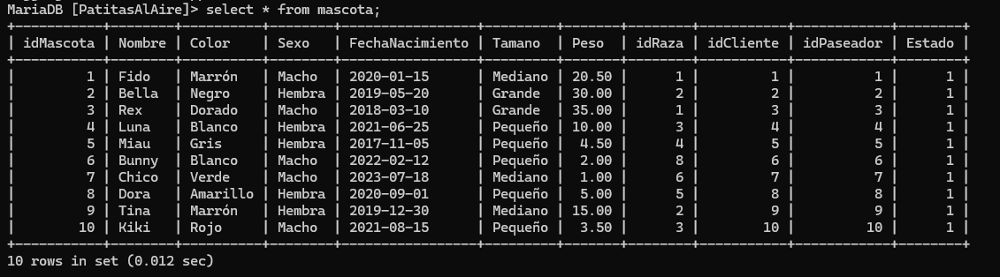 MariaDB [PatitasAlAire]> select * from mascota;
+-----------+--------+----------+--------+-----------------+---------+-------+--------+-----------+------------+--------+
| idMascota | Nombre | Color    | Sexo   | FechaNacimiento | Tamano  | Peso  | idRaza | idCliente | idPaseador | Estado |
+-----------+--------+----------+--------+-----------------+---------+-------+--------+-----------+------------+--------+
|         1 | Fido   | Marrón   | Macho  | 2020-01-15      | Mediano | 20.50 |      1 |         1 |          1 |      1 |
|         2 | Bella  | Negro    | Hembra | 2019-05-20      | Grande  | 30.00 |      2 |         2 |          2 |      1 |
|         3 | Rex    | Dorado   | Macho  | 2018-03-10      | Grande  | 35.00 |      1 |         3 |          3 |      1 |
|         4 | Luna   | Blanco   | Hembra | 2021-06-25      | Pequeño | 10.00 |      3 |         4 |          4 |      1 |
|         5 | Miau   | Gris     | Hembra | 2017-11-05      | Pequeño |  4.50 |      4 |         5 |          5 |      1 |
|         6 | Bunny  | Blanco   | Macho  | 2022-02-12      | Pequeño |  2.00 |      8 |         6 |          6 |      1 |
|         7 | Chico  | Verde    | Macho  | 2023-07-18      | Mediano |  1.00 |      6 |         7 |          7 |      1 |
|         8 | Dora   | Amarillo | Hembra | 2020-09-01      | Pequeño |  5.00 |      5 |         8 |          8 |      1 |
|         9 | Tina   | Marrón   | Hembra | 2019-12-30      | Mediano | 15.00 |      2 |         9 |          9 |      1 |
|        10 | Kiki   | Rojo     | Macho  | 2021-08-15      | Pequeño |  3.50 |      3 |        10 |         10 |      1 |
+-----------+--------+----------+--------+-----------------+---------+-------+--------+-----------+------------+--------+
10 rows in set (0.012 sec)